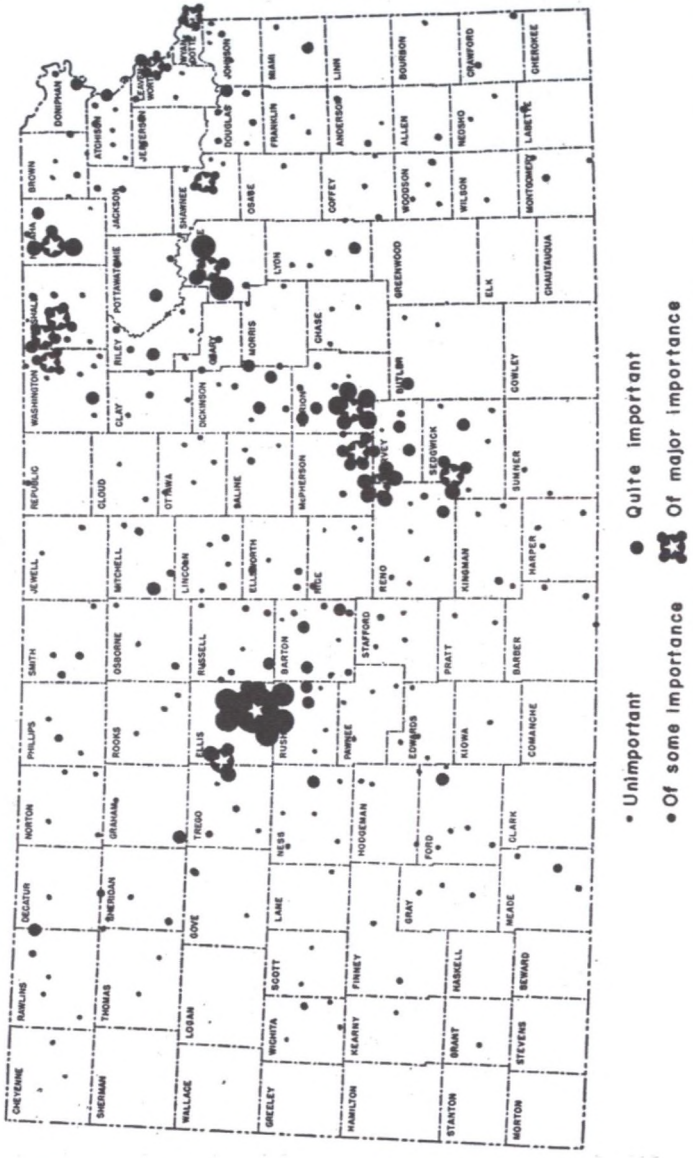 CHEYENNE
RAWLINS
DECATUR
NORTON
PHILLIPS
SMITH
JEWELL
REPUBLIC
WASHINGTON
BROWN
DONIPHAN
SHERMAN
THOMAS
SHERIDAN
GRAHAM
ROOKS
OSBORNE
MITCHELL
CLOUD
CLAY
RILEY
POTTAWATOMIE
JACKSON
ATCHISON
JEFFERSON
LEAVEN
WORTH
WYAN
DOTTE
WALLACE
LOGAN
GOVE
TREGO
ELLIS
RUSSELL
LINCOLN
OTTAWA
DICKINSON
GEARY
SHAWNEE
DOUGLAS
JOHNSON
GREELEY
WICHITA
SCOTT
LANE
NESS
RUSH
BARTON
ELLSWORTH
SALINE
MORRIS
LYON
OSAGE
FRANKLIN
MIAMI
HAMILTON
KEARNY
FINNEY
HODGEMAN
PAWNEE
STAFFORD
RICE
McPHERSON
CHASE
COFFEY
ANDERSON
LINN
STANTON
GRANT
HASKELL
GRAY
FORD
EDWARDS
KIOWA
PRATT
RENO
KINGMAN
SEDGWICK
BUTLER
GREENWOOD
WOODSON
ALLEN
BOURBON
WILSON
NEOSHO
CRAWFORD
MORTON
STEVENS
SEWARD
MEADE
CLARK
COMANCHE
BARBER
HARPER
SUMNER
COWLEY
ELK
CHAUTAUQUA
MONTGOMERY
LABETTE
CHEROKEE
Unimportant
Quite important
Of some importance
Of major importance